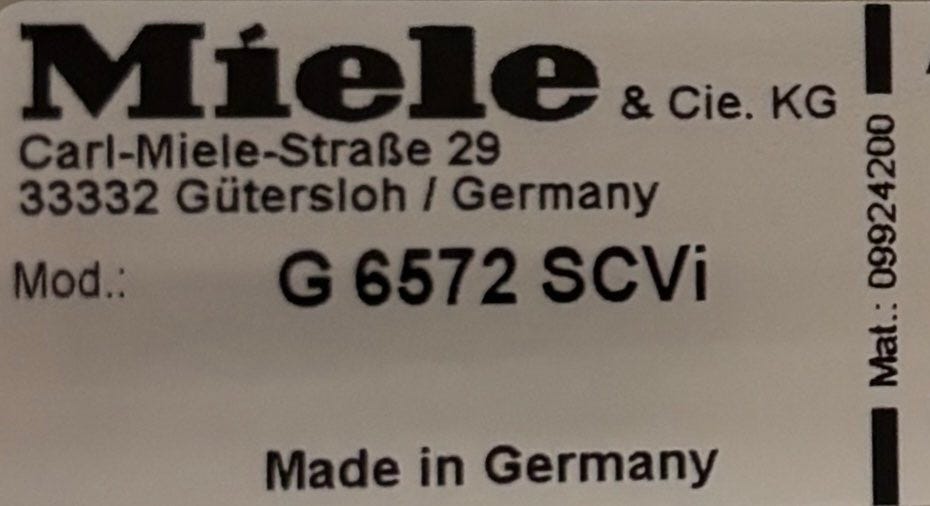 Miele & Cie. KG
Carl-Miele-Straße 29
33332 Gütersloh / Germany
Mod.: G 6572 SCVi
Made in Germany
Mat.: 09924200